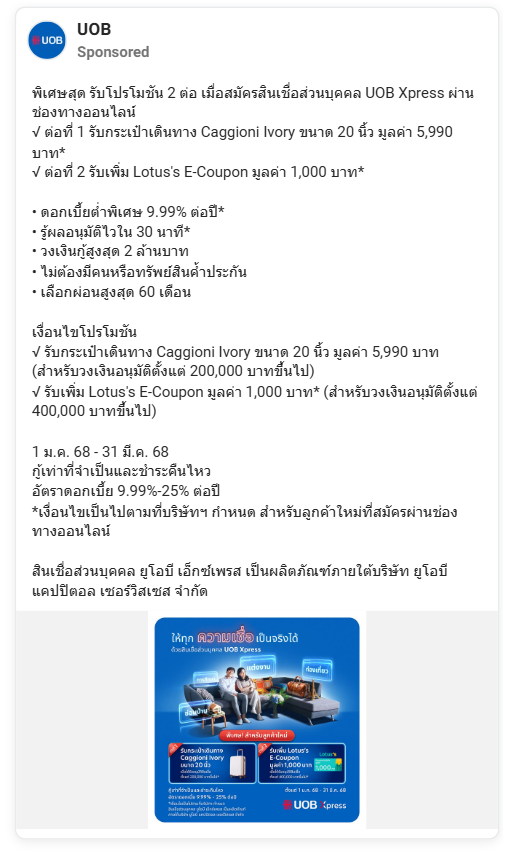 UOB
Sponsored
UOB
พิเศษสุด รับโปรโมชัน 2 ต่อ เมื่อสมัครสินเชื่อส่วนบุคคล UOB Xpress ผ่าน
ช่องทางออนไลน์
√ ต่อที่ 1 รับกระเป๋าเดินทาง Caggioni Ivory ขนาด 20 นิ้ว มูลค่า 5,990
บาท*
√ ต่อที่ 2 รับเพิ่ม Lotus's E-Coupon มูลค่า 1,000 บาท*
• ดอกเบี้ยต่ำพิเศษ 9.99% ต่อปี*
• รู้ผลอนุมัติไวใน 30 นาที*
• วงเงินกู้สูงสุด 2 ล้านบาท
• ไม่ต้องมีคนหรือทรัพย์สินค้ำประกัน
• เลือกผ่อนสูงสุด 60 เดือน
เงื่อนไขโปรโมชัน
√ รับกระเป๋าเดินทาง Caggioni Ivory ขนาด 20 นิ้ว มูลค่า 5,990 บาท
(สำหรับวงเงินอนุมัติตั้งแต่ 200,000 บาทขึ้นไป)
√ รับเพิ่ม Lotus's E-Coupon มูลค่า 1,000 บาท* (สำหรับวงเงินอนุมัติตั้งแต่
400,000 บาทขึ้นไป)
1 ม.ค. 68 - 31 มี.ค. 68
กู้เท่าที่จำเป็นและชำระคืนไหว
อัตราดอกเบี้ย 9.99%-25% ต่อปี
*เงื่อนไขเป็นไปตามที่บริษัทฯ กำหนด สำหรับลูกค้าใหม่ที่สมัครผ่านช่อง
ทางออนไลน์
สินเชื่อส่วนบุคคล ยูโอบี เอ็กซ์เพรส เป็นผลิตภัณฑ์ภายใต้บริษัท ยูโอบี
แคปปิตอล เซอร์วิสเซส จำกัด
ให้ทุก ความเชื่อ เป็นจริงได้
ด้วยสินเชื่อส่วนบุคคล UOB Xpress
แต่งงาน
ท่องเที่ยว
ซ่อมบ้าน
พิเศษ! สำหรับลูกค้าใหม่
รับกระเป๋าเดินทาง
Caggioni Ivory
ขนาด 20 นิ้ว
รับเพิ่ม Lotus's
E-Coupon
มูลค่า 1,000 บาท
กู้เท่าที่จำเป็นและชำระคืนไหว
อัตราดอกเบี้ย 9.99% - 25% ต่อปี
ตั้งแต่ 1 ม.ค. 68 - 31 มี.ค. 68
UOB Xpress